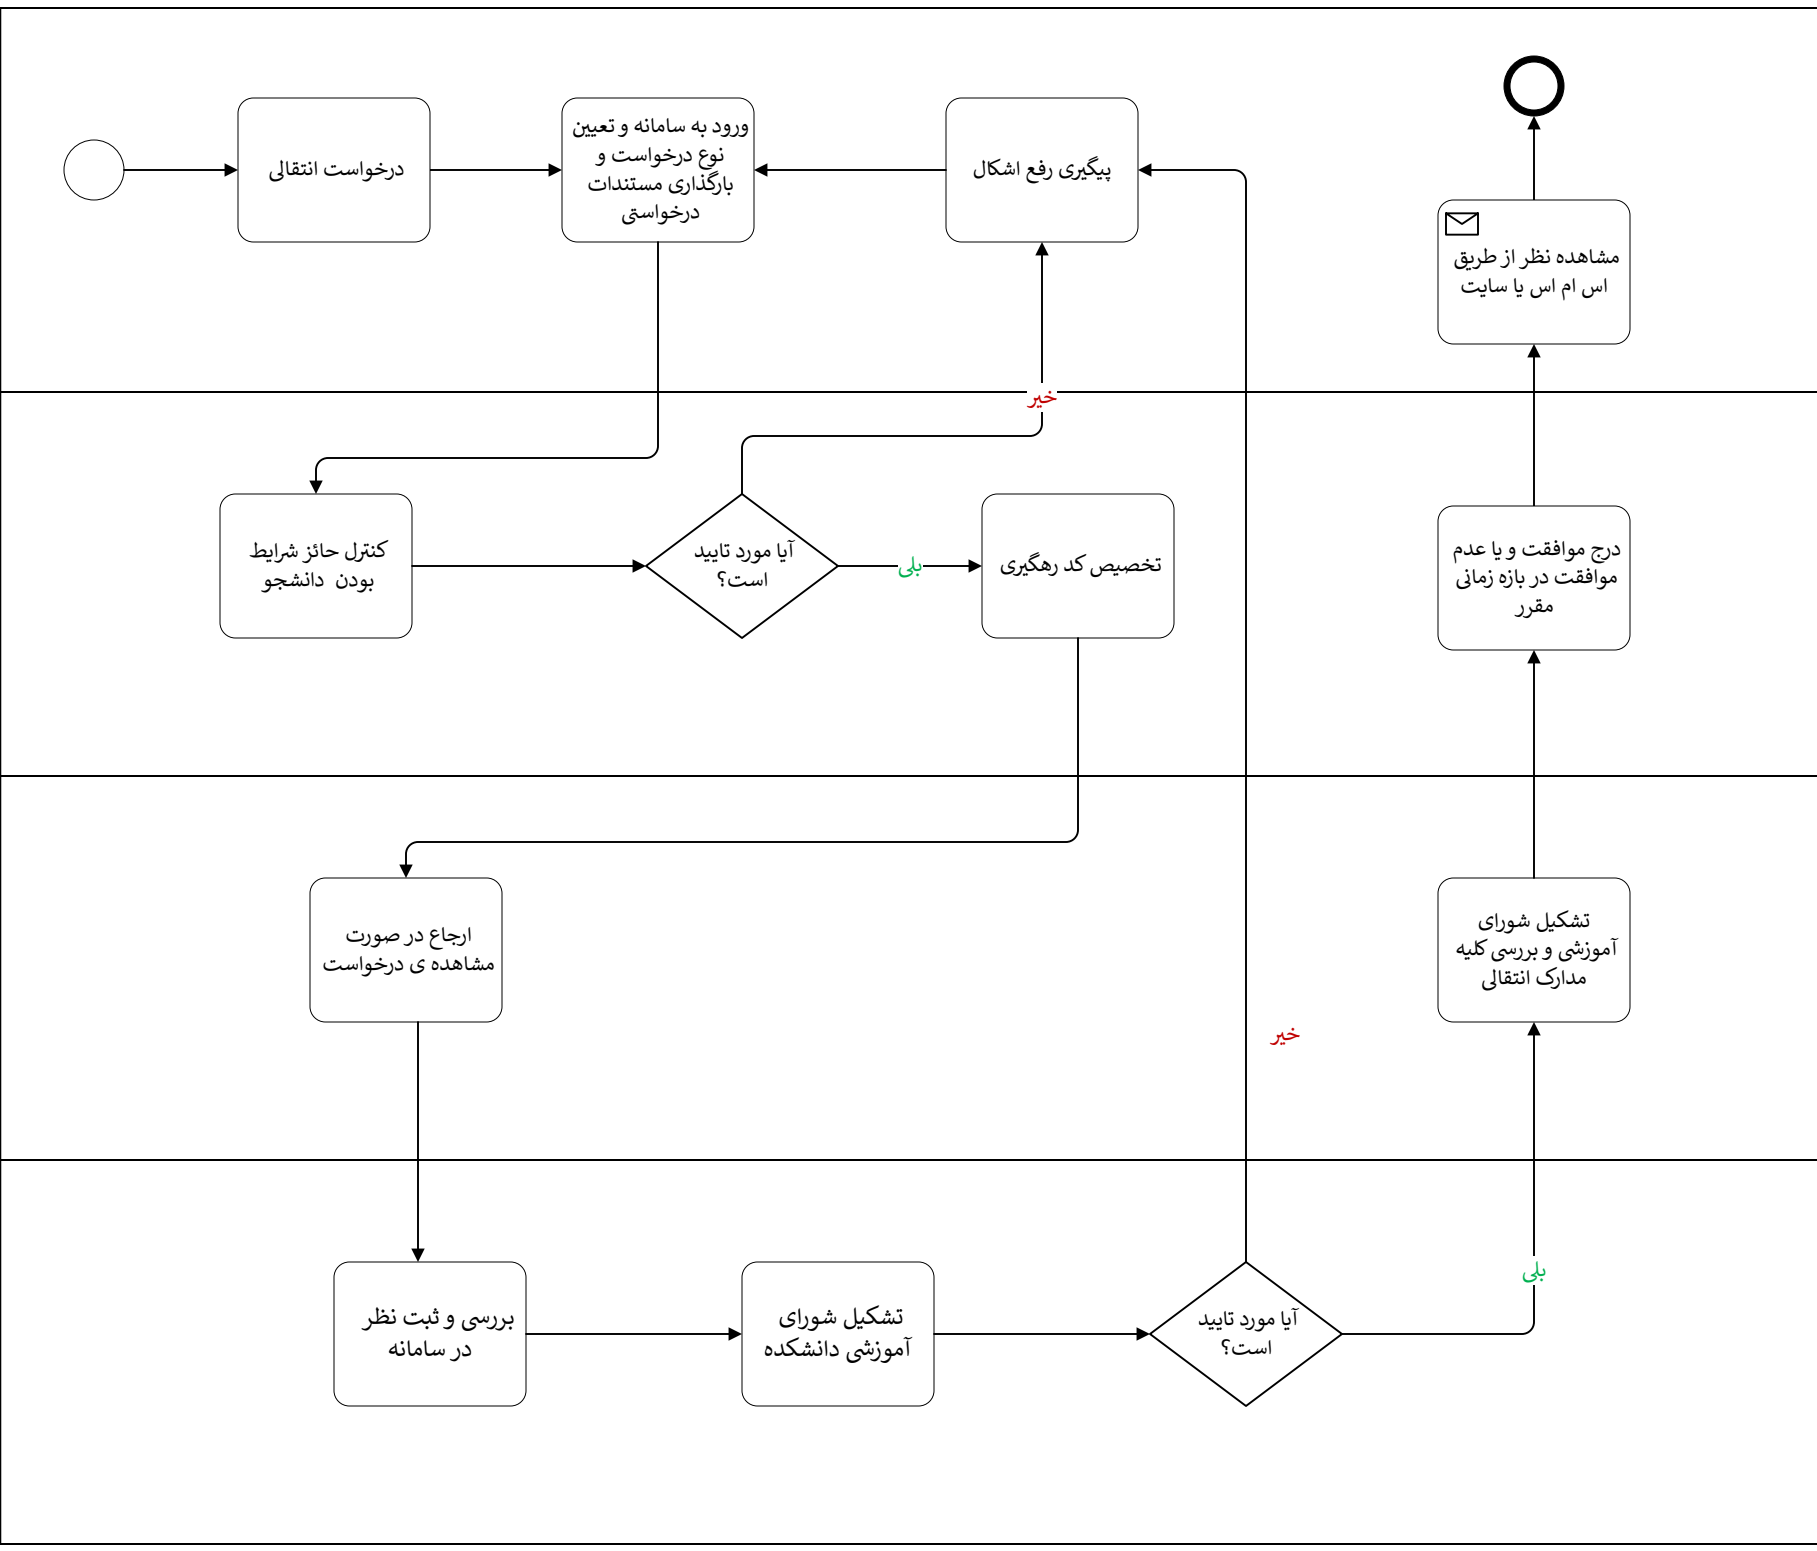 درخواست انتقالی
ورود به سامانه و تعیین
نوع درخواست و
بارگذاری مستندات
درخواستی
پیگیری رفع اشکال
مشاهده نظر از طریق
اس ام اس یا سایت
خیر
کنترل حائز شرایط
بودن دانشجو
آیا مورد تایید
است؟
بلی
تخصیص کد رهگیری
درج موافقت و یا عدم
موافقت در بازه زمانی
مقرر
ارجاع در صورت
مشاهده ی درخواست
تشکیل شورای
آموزشی و بررسی کلیه
مدارک انتقالی
خیر
بررسی و ثبت نظر
در سامانه
تشکیل شورای
آموزشی دانشکده
آیا مورد تایید
است؟
بلی